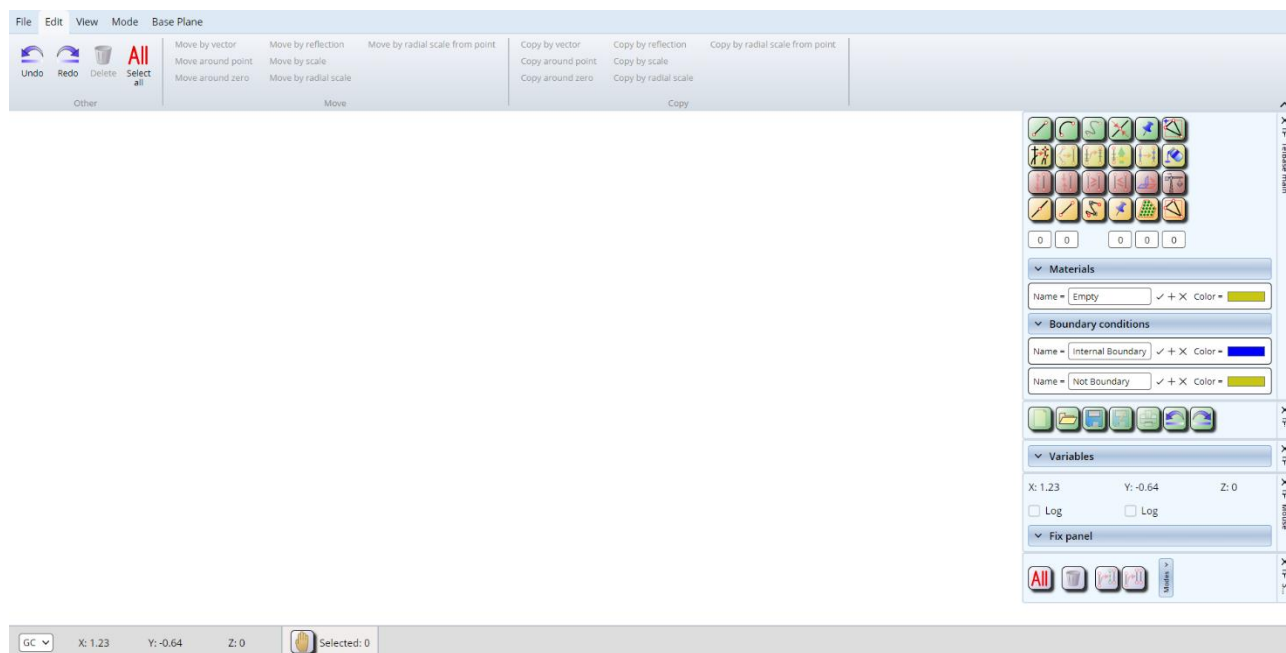 File Edit View Mode Base Plane
Undo Redo Delete All Select all
Move by vector Move by reflection Move by radial scale from point
Move around point Move by scale
Move around zero Move by radial scale
Copy by vector Copy by reflection Copy by radial scale from point
Copy around point Copy by scale
Copy around zero Copy by radial scale
Other Move Copy
0 0 0 0 0
Materials
Name = Empty Color =
Boundary conditions
Name = Internal Boundary Color =
Name = Not Boundary Color =
Variables
X: 1.23 Y: -0.64 Z: 0
Log Log
Fix panel
All Modes
GC X: 1.23 Y: -0.64 Z: 0 Selected: 0
main
Mouse